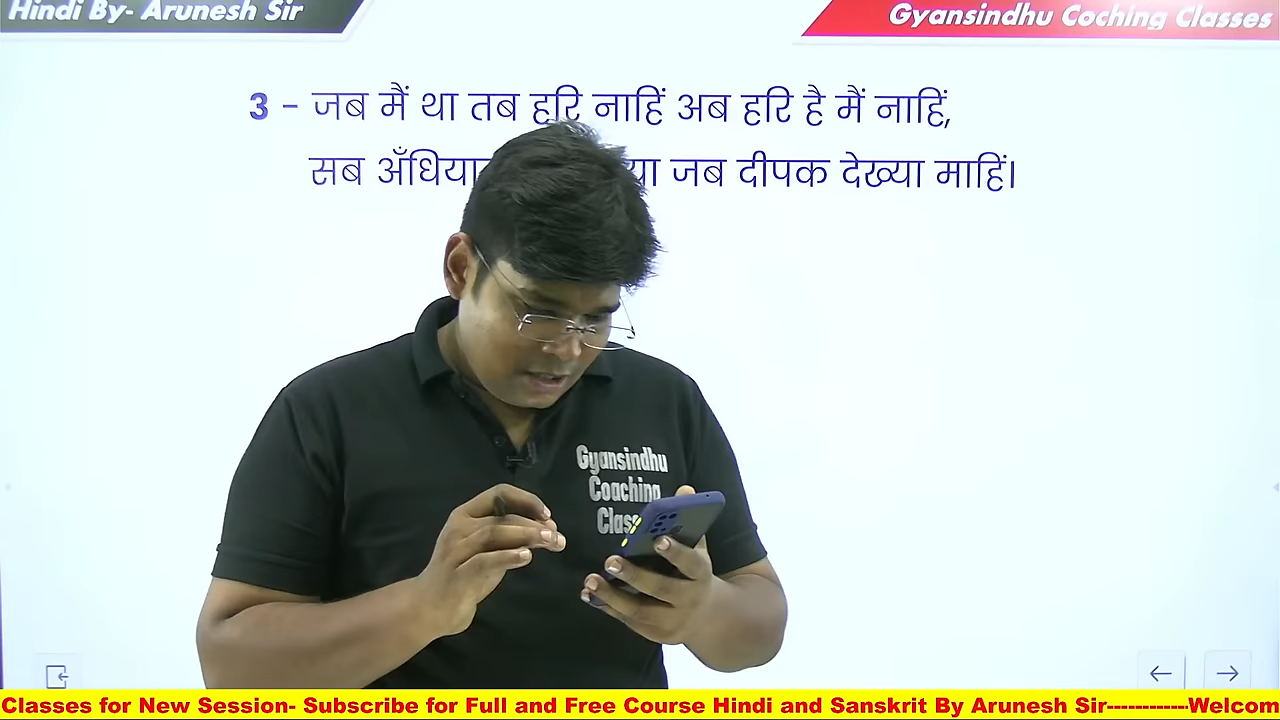 Hindi By- Arunesh Sir
Gyansindhu Coching Classes
3 - जब मैं था तब हरि नाहिं अब हरि है मैं नाहिं,
सब जब दीपक देख्या माहिं।
Gyansindhu
Coaching
Classes for New Session- Subscribe for Full and Free Course Hindi and Sanskrit By Arunesh Sir------------Welcom